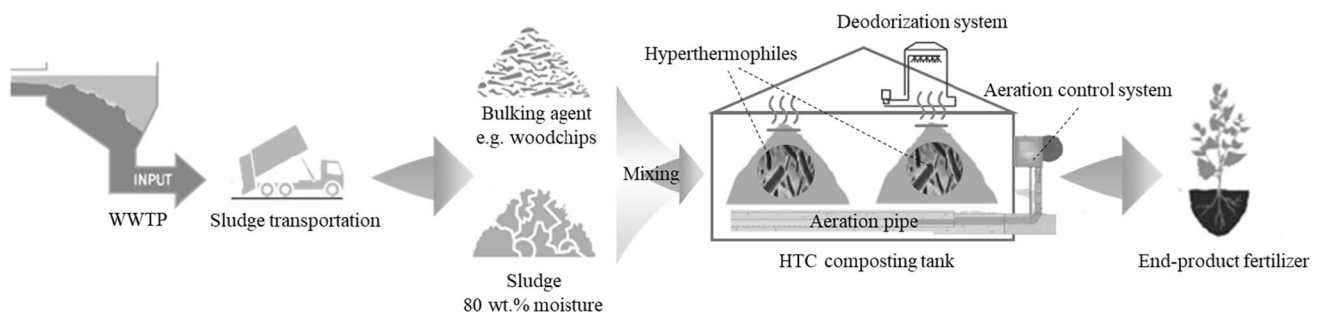 INPUT
WWTP
Sludge transportation
Bulking agent
e.g. woodchips
Sludge
80 wt.% moisture
Mixing
Deodorization system
Hyperthermophiles
Aeration control system
Aeration pipe
HTC composting tank
End-product fertilizer